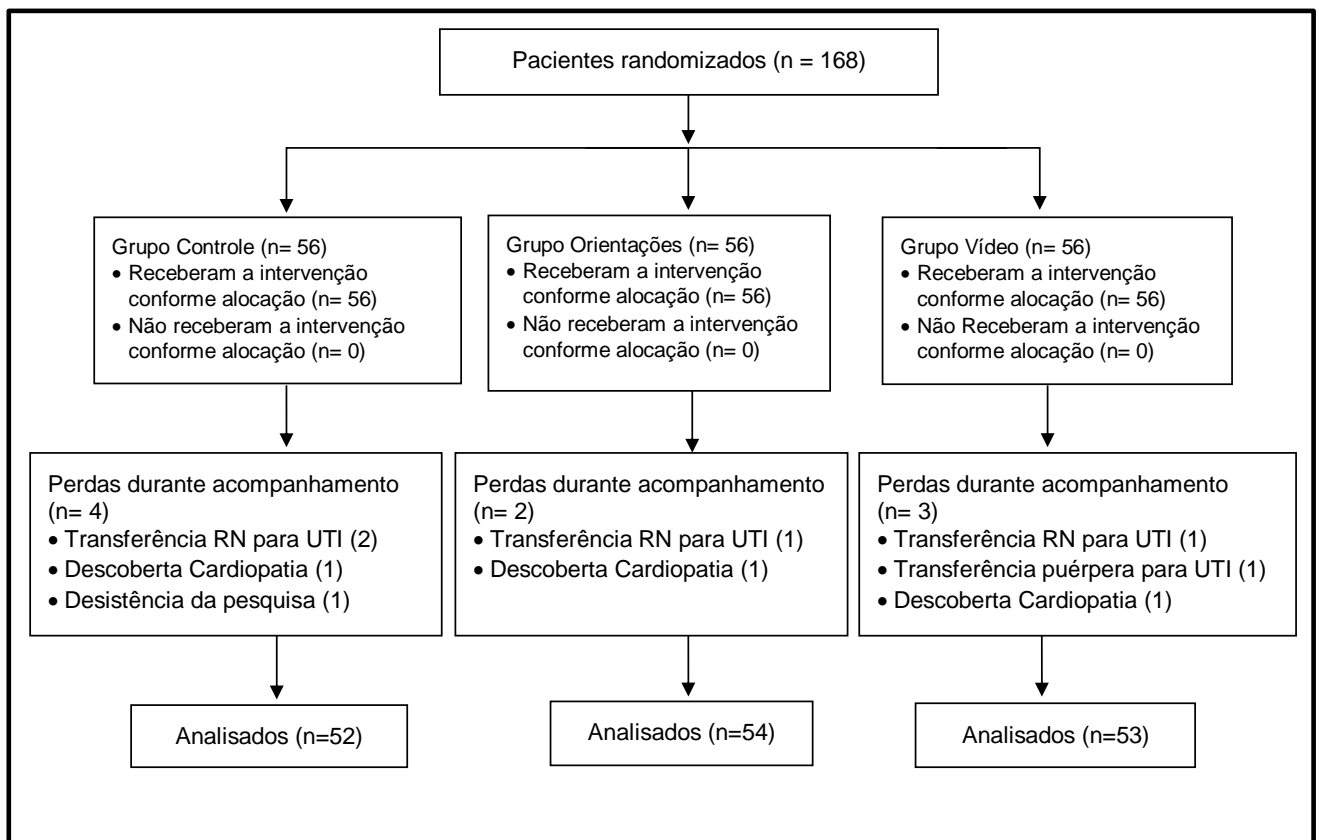 Pacientes randomizados (n = 168)
Grupo Controle (n= 56)
• Receberam a intervenção
conforme alocação (n= 56)
• Não receberam a intervenção
conforme alocação (n= 0)
Grupo Orientações (n= 56)
• Receberam a intervenção
conforme alocação (n= 56)
• Não receberam a intervenção
conforme alocação (n= 0)
Grupo Vídeo (n= 56)
• Receberam a intervenção
conforme alocação (n= 56)
• Não Receberam a intervenção
conforme alocação (n= 0)
Perdas durante acompanhamento
(n= 4)
• Transferência RN para UTI (2)
• Descoberta Cardiopatia (1)
• Desistência da pesquisa (1)
Perdas durante acompanhamento
(n= 2)
• Transferência RN para UTI (1)
• Descoberta Cardiopatia (1)
Perdas durante acompanhamento
(n= 3)
• Transferência RN para UTI (1)
• Transferência puérpera para UTI (1)
• Descoberta Cardiopatia (1)
Analisados (n=52)
Analisados (n=54)
Analisados (n=53)